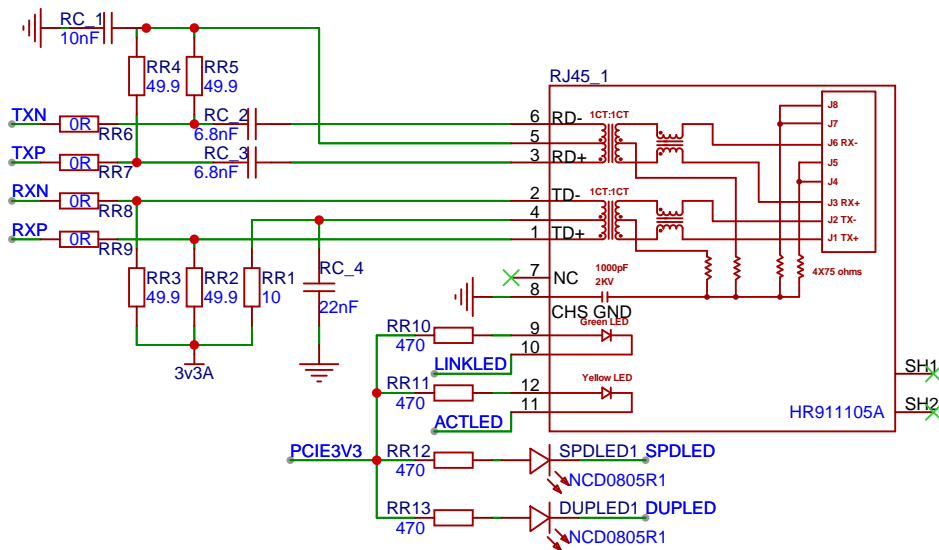 RC_1
10nF
RR4
49.9
RR5
49.9
TXN
0R
RR6
RC_2
6.8nF
TXP
0R
RR7
RC_3
6.8nF
RXN
0R
RR8
RXP
0R
RR9
RR3
49.9
RR2
49.9
RR1
10
RC_4
22nF
3v3A
RJ45_1
6 RD-
5
3 RD+
2 TD-
4
1 TD+
7 NC
8
CHS GND
1CT:1CT
1CT:1CT
J8
J7
J6 RX-
J5
J4
J3 RX+
J2 TX-
J1 TX+
1000pF
2KV
4X75 ohms
Green LED
9
10
Yellow LED
12
11
HR911105A
SH1
SH2
RR10
470
LINKLED
RR11
470
ACTLED
PCIE3V3
RR12
470
SPDLED1 SPDLED
NCD0805R1
RR13
470
DUPLED1 DUPLED
NCD0805R1